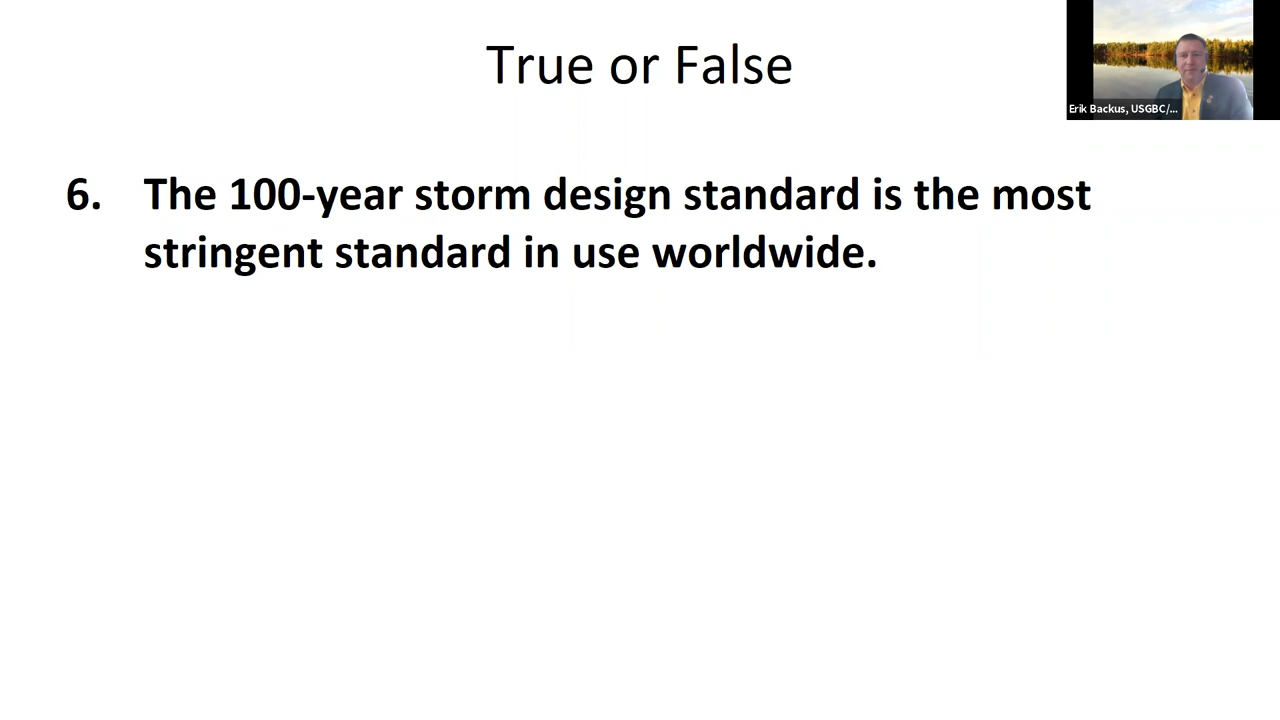 True or False
Erik Backus, USGBC/...
6. The 100-year storm design standard is the most
stringent standard in use worldwide.